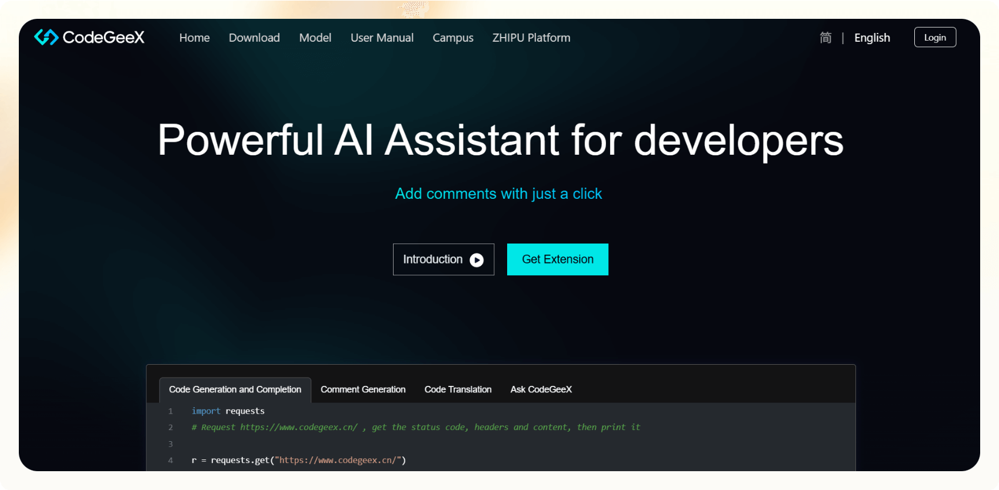 CodeGeeX Home Download Model User Manual Campus ZHIPU Platform 简 | English Login
Powerful AI Assistant for developers
Add comments with just a click
Introduction Get Extension
Code Generation and Completion Comment Generation Code Translation Ask CodeGeeX
1 import requests
2 # Request https://www.codegeex.cn/ , get the status code, headers and content, then print it
3
4 r = requests.get("https://www.codegeex.cn/")